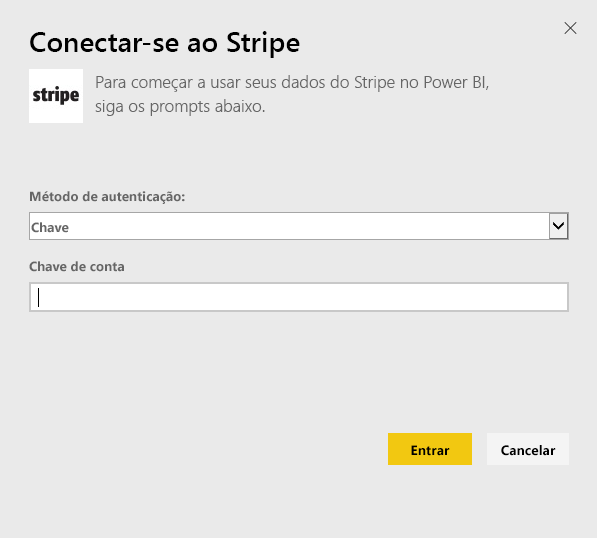 Conectar-se ao Stripe
stripe
Para começar a usar seus dados do Stripe no Power BI,
siga os prompts abaixo.
Método de autenticação:
Chave
Chave de conta
Entrar
Cancelar